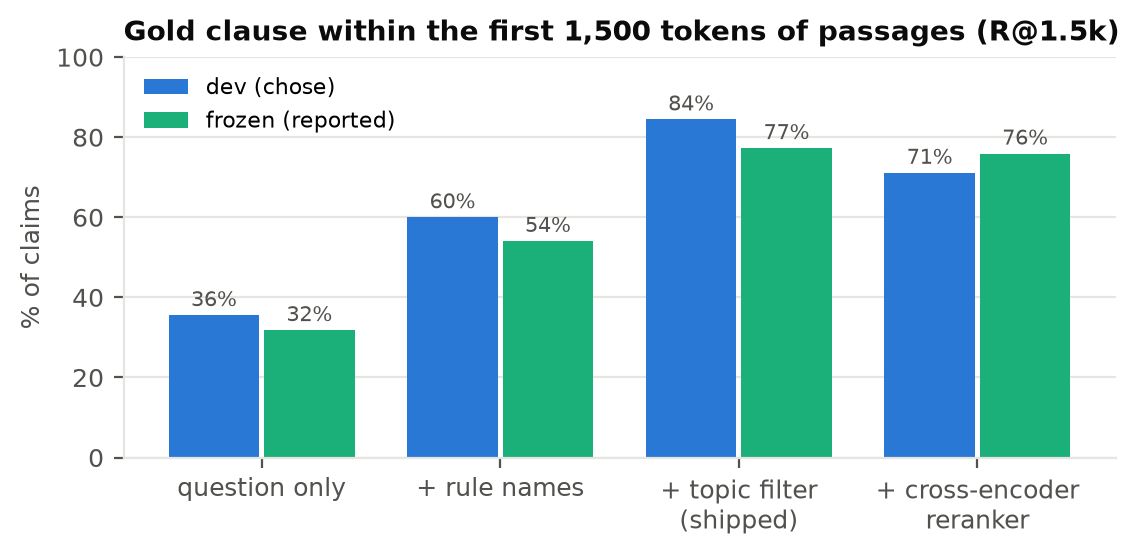 Gold clause within the first 1,500 tokens of passages (R@1.5k)
dev (chose)
frozen (reported)
% of claims
100
80
60
40
20
0
36%
32%
60%
54%
84%
77%
71%
76%
question only
+ rule names
+ topic filter
(shipped)
+ cross-encoder
reranker